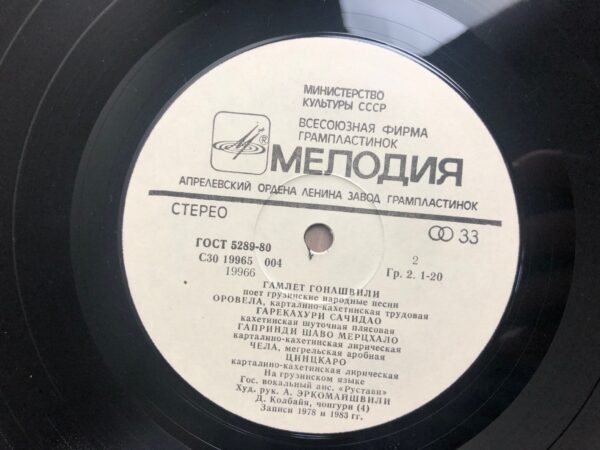 МИНИСТЕРСТВО
КУЛЬТУРЫ СССР
ВСЕСОЮЗНАЯ ФИРМА
ГРАМПЛАСТИНОК
®
МЕЛОДИЯ
АПРЕЛЕВСКИЙ ОРДЕНА ЛЕНИНА ЗАВОД ГРАМПЛАСТИНОК
СТЕРЕО
33
ГОСТ 5289-80
С30 19965 004
19966
2
Гр. 2. 1-20
ГАМЛЕТ ГОНАШВИЛИ
поет грузинские народные песни
ОРОВЕЛА, карталино-кахетинская трудовая
ГАРЕКАХУРИ САЧИДАО
кахетинская шуточная плясовая
ГАПРИНДИ ШАВО МЕРЦХАЛО
карталино-кахетинская лирическая
ЧЕЛА, мегрельская аробная
ЦИНЦКАРО
карталино-кахетинская лирическая
На грузинском языке
Гос. вокальный анс. «Рустави»
Худ. рук. А. ЭРКОМАЙШВИЛИ
Д. Колбайя, чонгури (4)
Записи 1978 и 1983 гг.